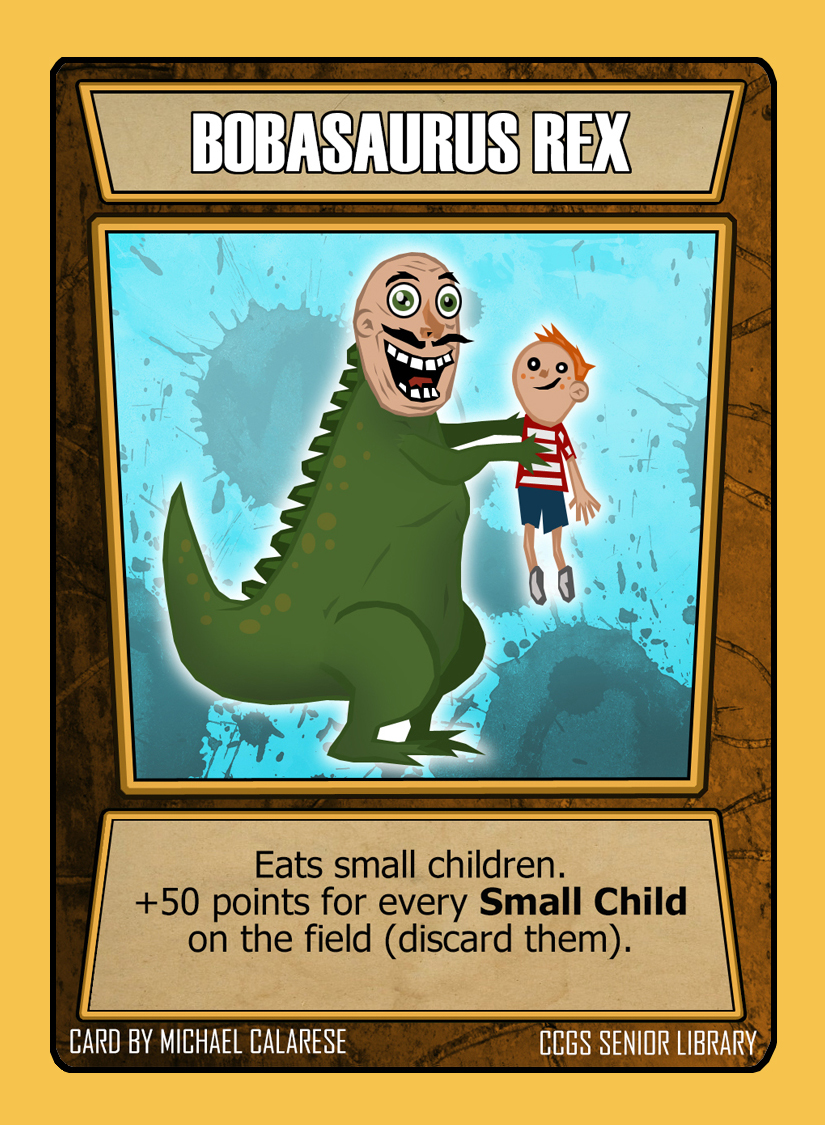 BOBASAURUS REX
Eats small children.
+50 points for every Small Child
on the field (discard them).
CARD BY MICHAEL CALARESE
CCGS SENIOR LIBRARY